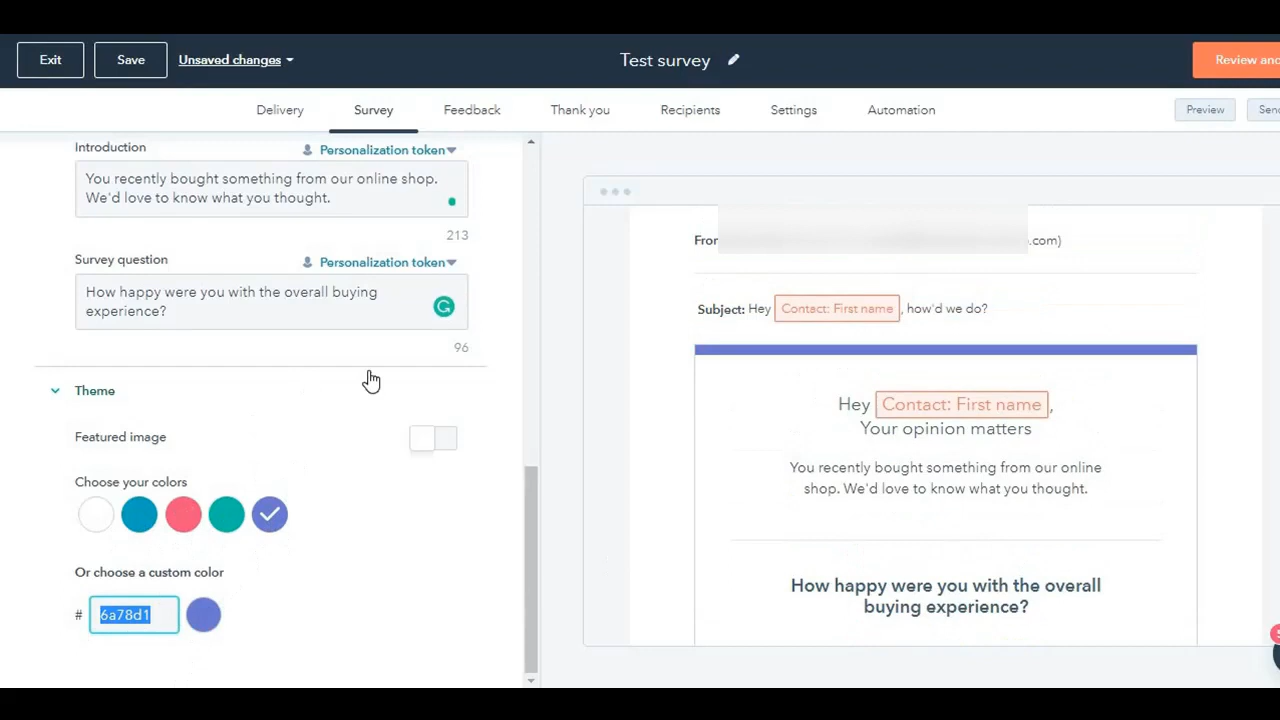 Exit
Save
Unsaved changes
Test survey
Review and
Delivery
Survey
Feedback
Thank you
Recipients
Settings
Automation
Preview
Sen
Introduction
Personalization token
You recently bought something from our online shop.
We'd love to know what you thought.
213
Survey question
Personalization token
How happy were you with the overall buying
experience?
96
Theme
Featured image
Choose your colors
Or choose a custom color
# 6a78d1
From
.com)
Subject: Hey Contact: First name , how'd we do?
Hey Contact: First name ,
Your opinion matters
You recently bought something from our online
shop. We'd love to know what you thought.
How happy were you with the overall
buying experience?